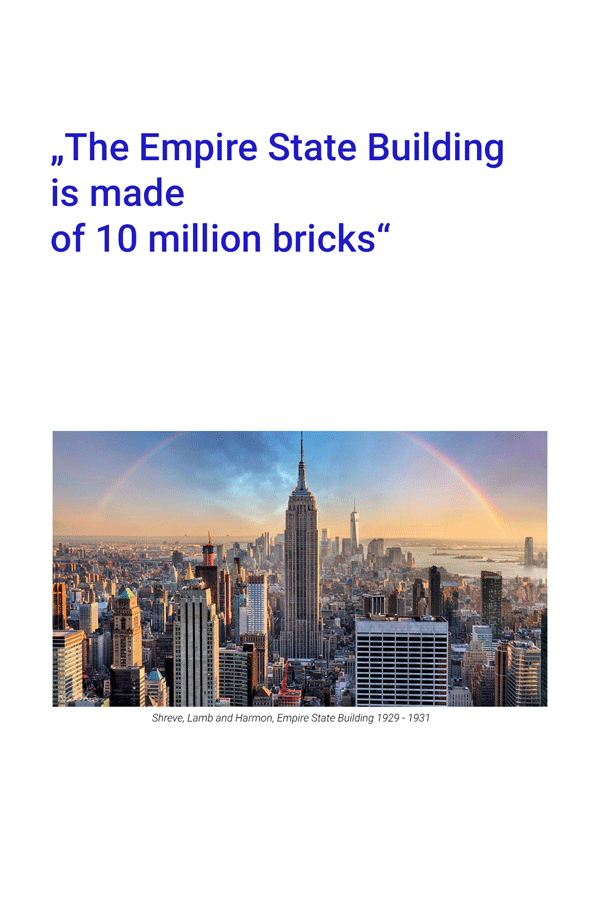 „The Empire State Building
is made
of 10 million bricks“
Shreve, Lamb and Harmon, Empire State Building 1929 - 1931